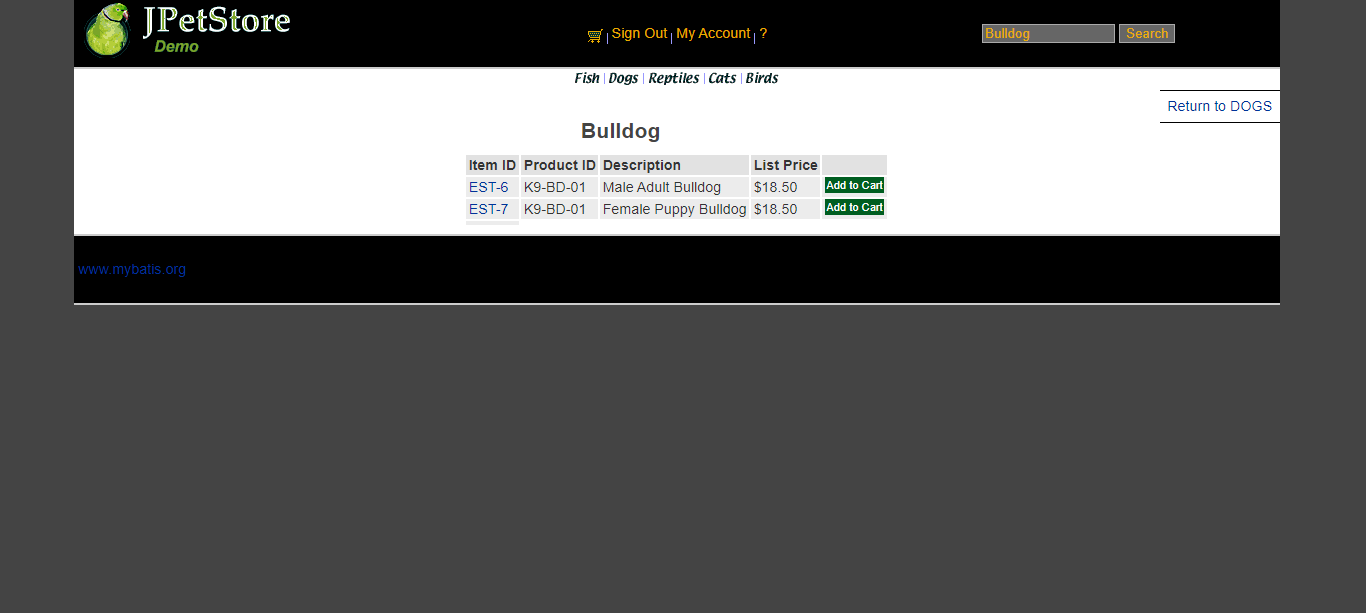 JPetStore
Demo
Sign Out | My Account | ?
Bulldog Search
Fish | Dogs | Reptiles | Cats | Birds
Return to DOGS
Bulldog
Item ID Product ID Description List Price
EST-6 K9-BD-01 Male Adult Bulldog $18.50 Add to Cart
EST-7 K9-BD-01 Female Puppy Bulldog $18.50 Add to Cart
www.mybatis.org